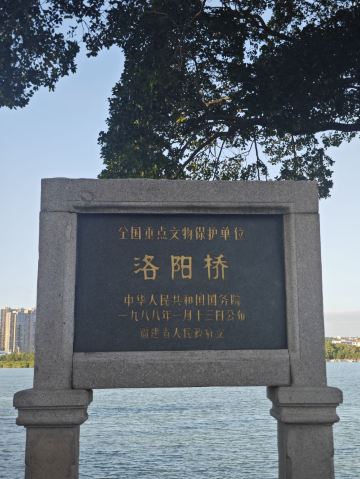 全国重点文物保护单位
洛阳桥
中华人民共和国国务院
一九八八年一月十三日公布
福建省人民政府立